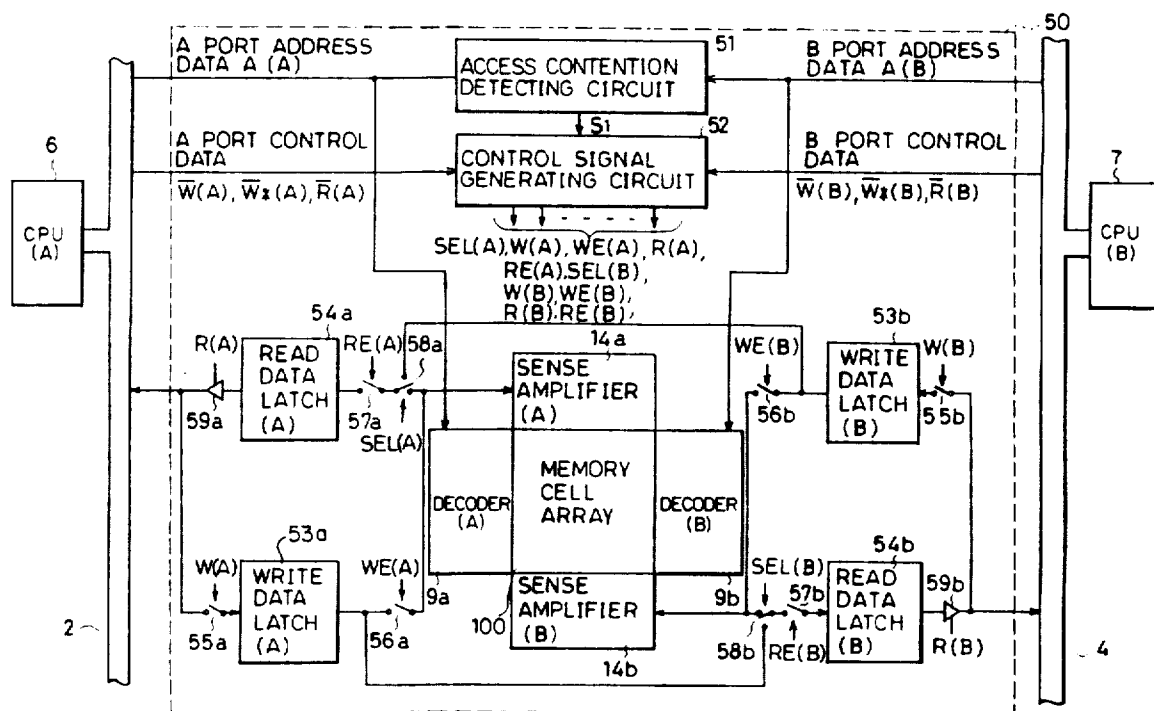 50
A PORT ADDRESS
DATA A (A)
51
ACCESS CONTENTION
DETECTING CIRCUIT
B PORT ADDRESS
DATA A(B)
S1
52
6
A PORT CONTROL
DATA
W̅(A), W̅*(A), R̅(A)
CONTROL SIGNAL
GENERATING CIRCUIT
B PORT CONTROL
DATA
W̅(B), W̅*(B), R̅(B)
7
CPU
(A)
CPU
(B)
SEL(A), W(A), WE(A), R(A),
RE(A), SEL(B),
W(B), WE(B),
R(B), RE(B)
54a
R(A)
READ
DATA
LATCH
(A)
RE(A)
58a
59a
57a
SEL(A)
14a
SENSE
AMPLIFIER
(A)
WE(B)
56b
53b
WRITE
DATA
LATCH
(B)
W(B)
55b
DECODER
(A)
MEMORY
CELL
ARRAY
DECODER
(B)
53a
W(A)
WRITE
DATA
LATCH
(A)
WE(A)
55a
56a
9a
100
SENSE
AMPLIFIER
(B)
14b
9b
SEL(B)
57b
58b
RE(B)
54b
READ
DATA
LATCH
(B)
59b
R(B)
2
4